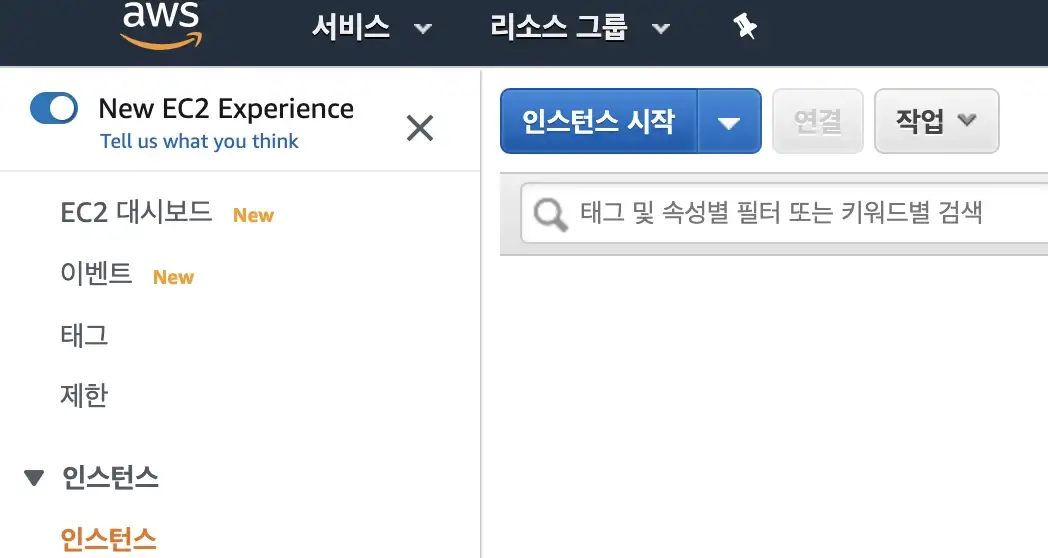 aws
서비스
리소스 그룹
New EC2 Experience
Tell us what you think
인스턴스 시작
연결
작업
태그 및 속성별 필터 또는 키워드별 검색
EC2 대시보드 New
이벤트 New
태그
제한
인스턴스
인스턴스